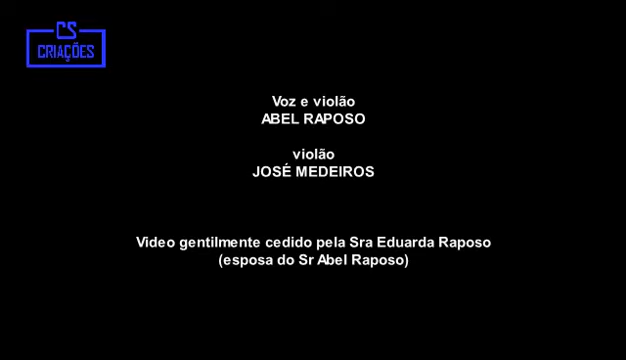 CS
CRIAÇÕES
Voz e violão
ABEL RAPOSO
violão
JOSÉ MEDEIROS
Video gentilmente cedido pela Sra Eduarda Raposo
(esposa do Sr Abel Raposo)